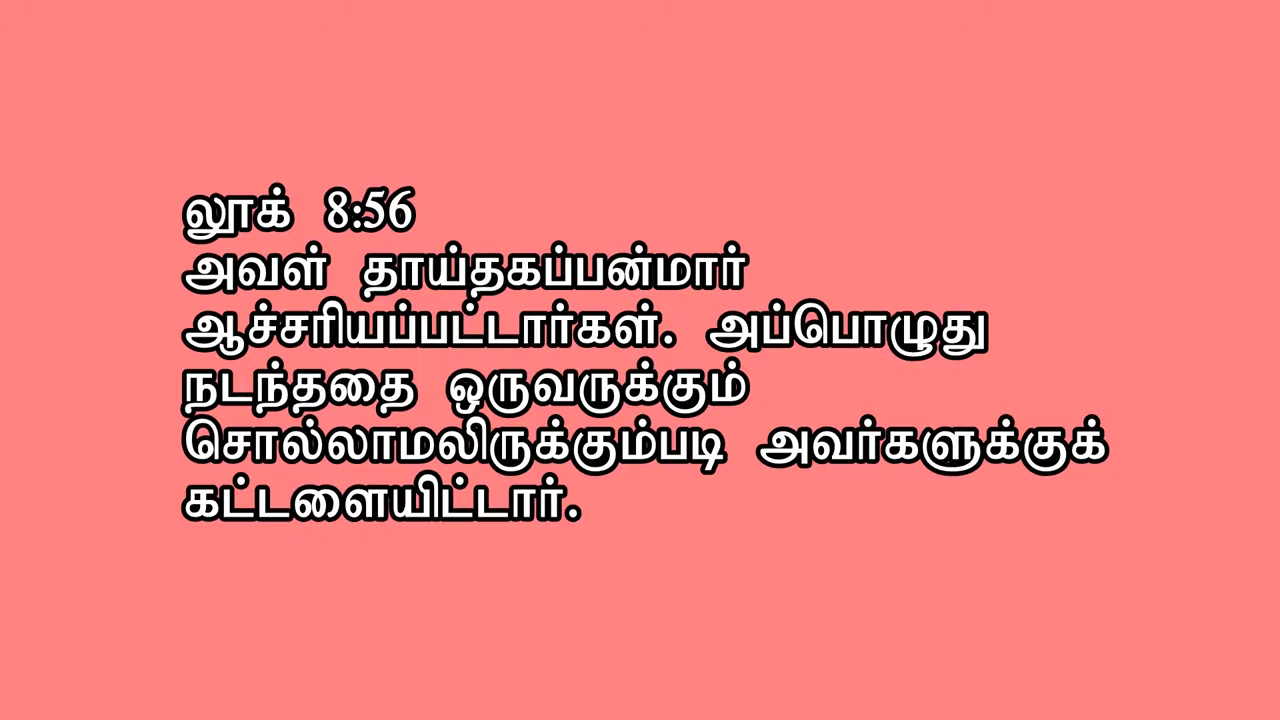 லூக் 8:56
அவள் தாய்தகப்பன்மார்
ஆச்சரியப்பட்டார்கள். அப்பொழுது
நடந்ததை ஒருவருக்கும்
சொல்லாமலிருக்கும்படி அவர்களுக்குக்
கட்டளையிட்டார்.